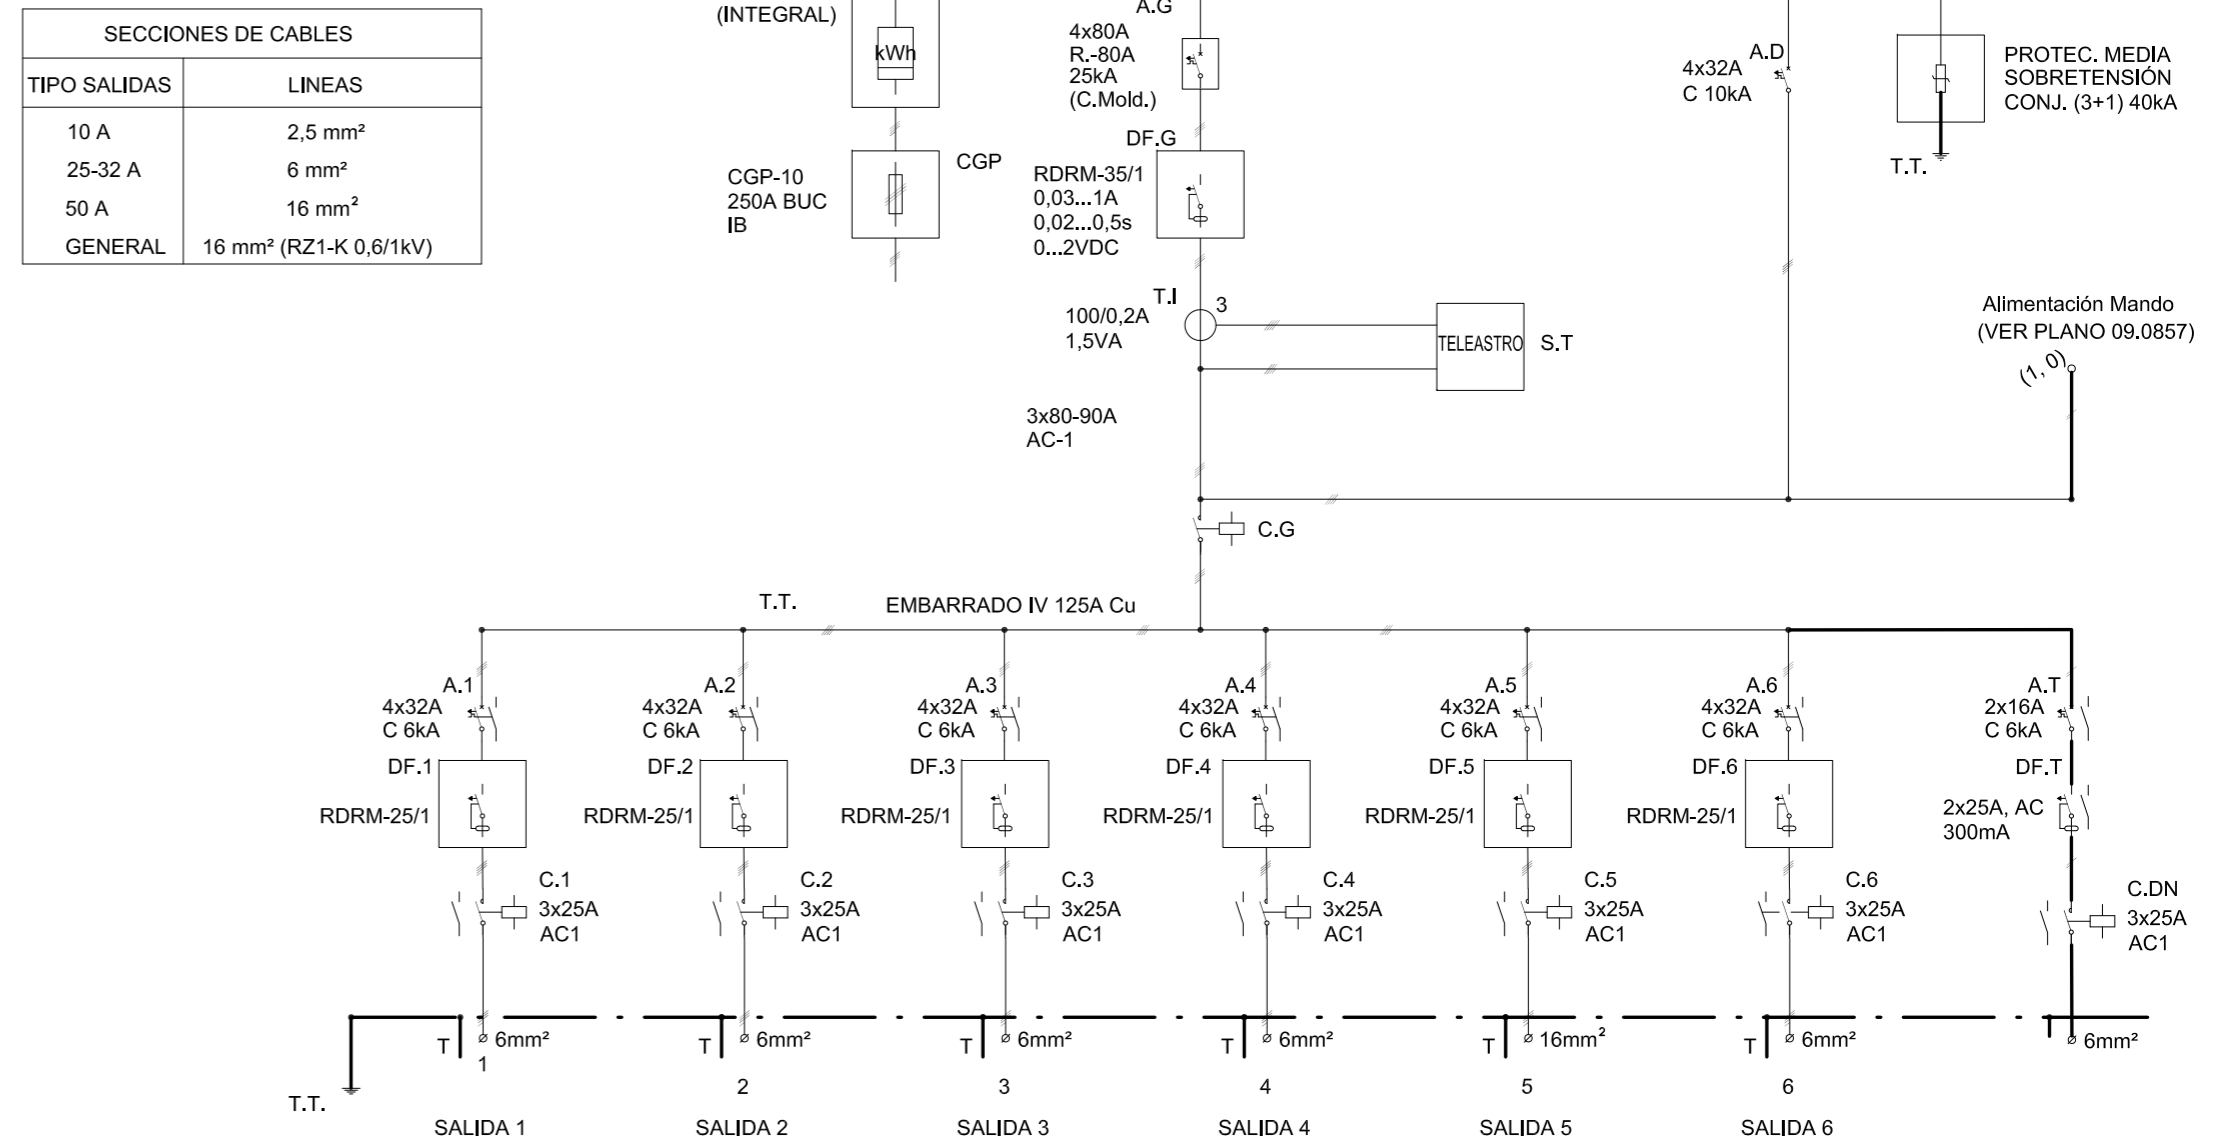 SECCIONES DE CABLES
TIPO SALIDAS LINEAS
10 A 2,5 mm²
25-32 A 6 mm²
50 A 16 mm²
GENERAL 16 mm² (RZ1-K 0,6/1kV)
(INTEGRAL)
kWh
CGP-10
250A BUC
IB
CGP
A.G
4x80A
R.-80A
25kA
(C.Mold.)
DF.G
RDRM-35/1
0,03...1A
0,02...0,5s
0...2VDC
T.I
3
100/0,2A
1,5VA
TELEASTRO
S.T
3x80-90A
AC-1
C.G
A.D
4x32A
C 10kA
PROTEC. MEDIA
SOBRETENSIÓN
CONJ. (3+1) 40kA
T.T.
Alimentación Mando
(VER PLANO 09.0857)
(1, 0)
T.T.
EMBARRADO IV 125A Cu
A.1
4x32A
C 6kA
DF.1
RDRM-25/1
C.1
3x25A
AC1
T
6mm²
1
SALIDA 1
A.2
4x32A
C 6kA
DF.2
RDRM-25/1
C.2
3x25A
AC1
T
6mm²
2
SALIDA 2
A.3
4x32A
C 6kA
DF.3
RDRM-25/1
C.3
3x25A
AC1
T
6mm²
3
SALIDA 3
A.4
4x32A
C 6kA
DF.4
RDRM-25/1
C.4
3x25A
AC1
T
6mm²
4
SALIDA 4
A.5
4x32A
C 6kA
DF.5
RDRM-25/1
C.5
3x25A
AC1
T
16mm²
5
SALIDA 5
A.6
4x32A
C 6kA
DF.6
RDRM-25/1
C.6
3x25A
AC1
T
6mm²
6
SALIDA 6
A.T
2x16A
C 6kA
DF.T
2x25A, AC
300mA
C.DN
3x25A
AC1
6mm²
T.T.